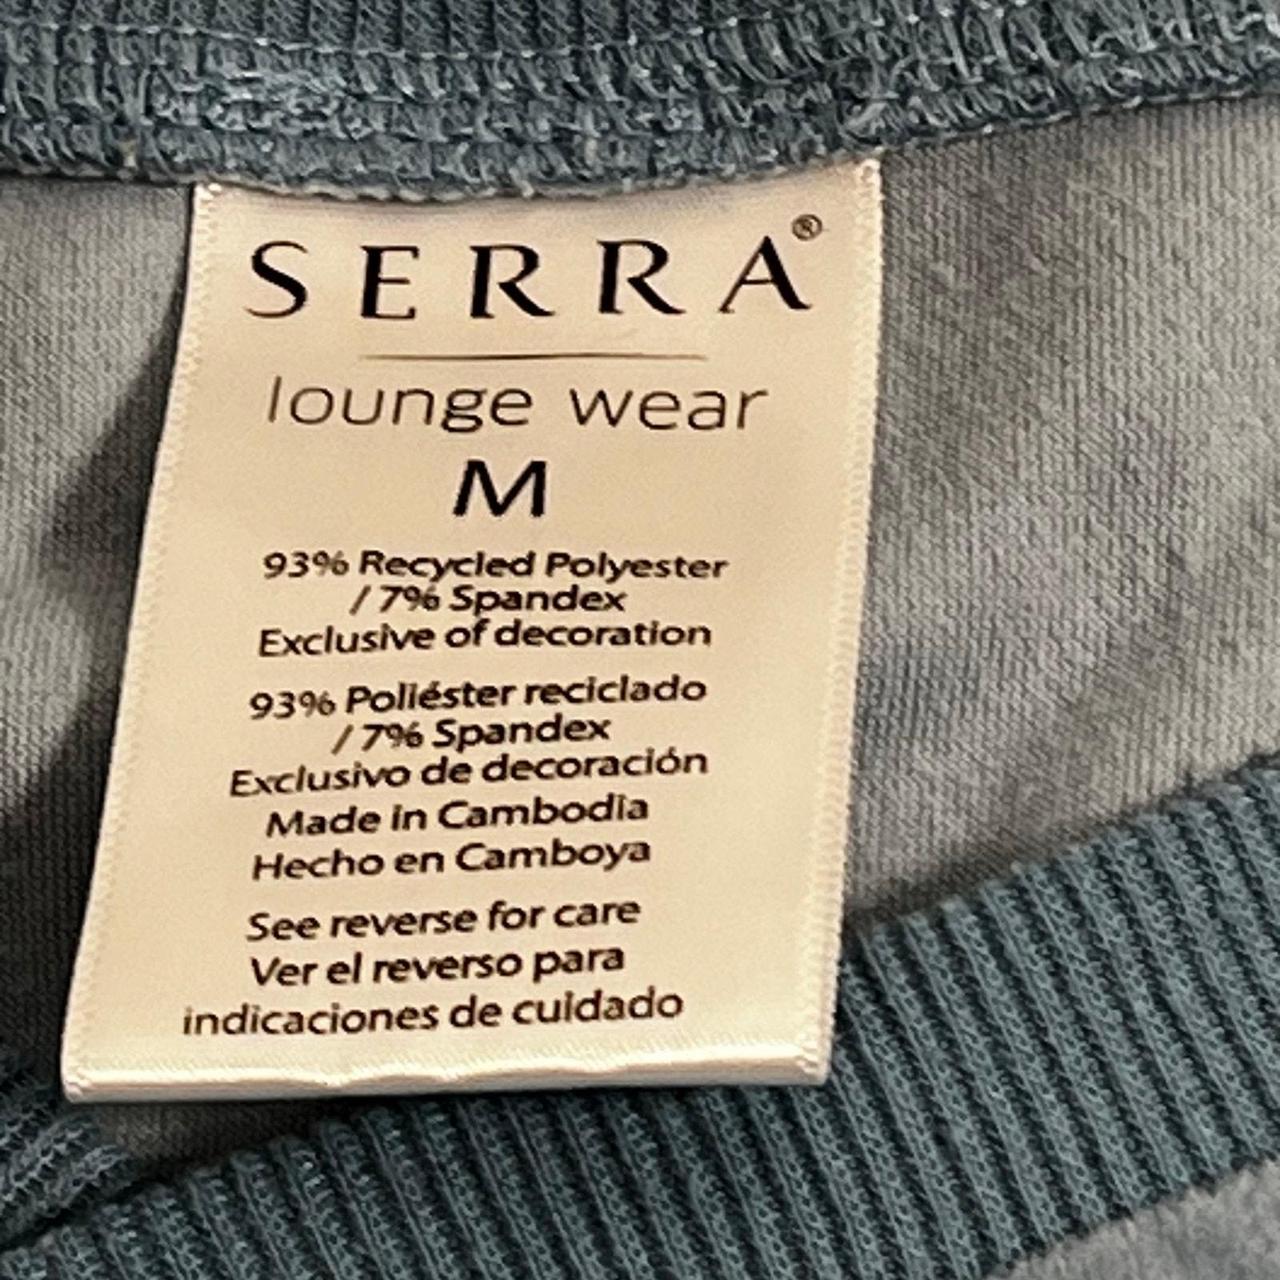 SERRA®
lounge wear
M
93% Recycled Polyester
/ 7% Spandex
Exclusive of decoration
93% Poliéster reciclado
/ 7% Spandex
Exclusivo de decoración
Made in Cambodia
Hecho en Camboya
See reverse for care
Ver el reverso para
indicaciones de cuidado